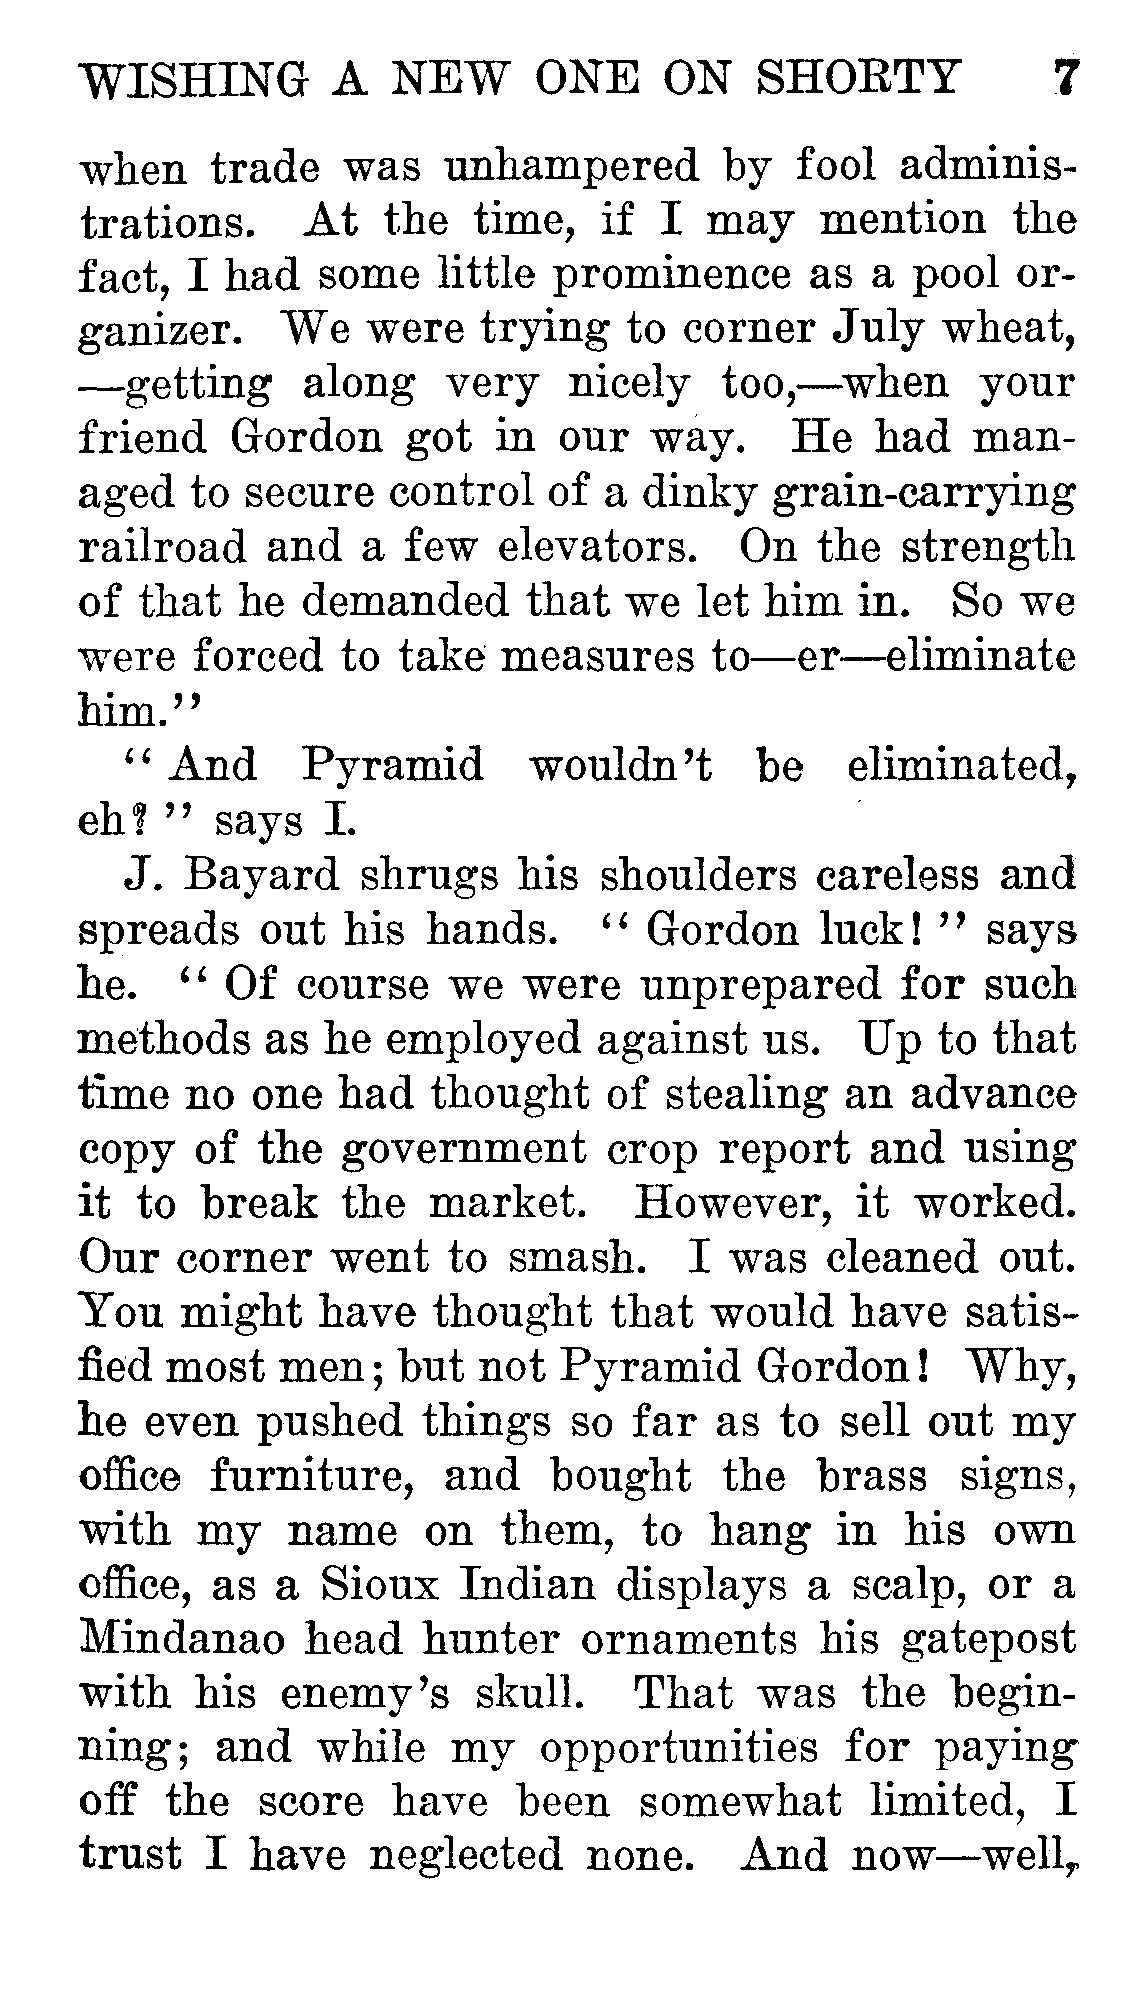 WISHING A NEW ONE ON SHORTY 7
when trade was unhampered by fool adminis-
trations. At the time, if I may mention the
fact, I had some little prominence as a pool or-
ganizer. We were trying to corner July wheat,
—getting along very nicely too,—when your
friend Gordon got in our way. He had man-
aged to secure control of a dinky grain-carrying
railroad and a few elevators. On the strength
of that he demanded that we let him in. So we
were forced to take measures to—er—eliminate
him."
"And Pyramid wouldn't be eliminated,
eh?" says I.
J. Bayard shrugs his shoulders careless and
spreads out his hands. "Gordon luck!" says
he. "Of course we were unprepared for such
methods as he employed against us. Up to that
time no one had thought of stealing an advance
copy of the government crop report and using
it to break the market. However, it worked.
Our corner went to smash. I was cleaned out.
You might have thought that would have satis-
fied most men; but not Pyramid Gordon! Why,
he even pushed things so far as to sell out my
office furniture, and bought the brass signs,
with my name on them, to hang in his own
office, as a Sioux Indian displays a scalp, or a
Mindanao head hunter ornaments his gatepost
with his enemy's skull. That was the begin-
ning; and while my opportunities for paying
off the score have been somewhat limited, I
trust I have neglected none. And now—well,